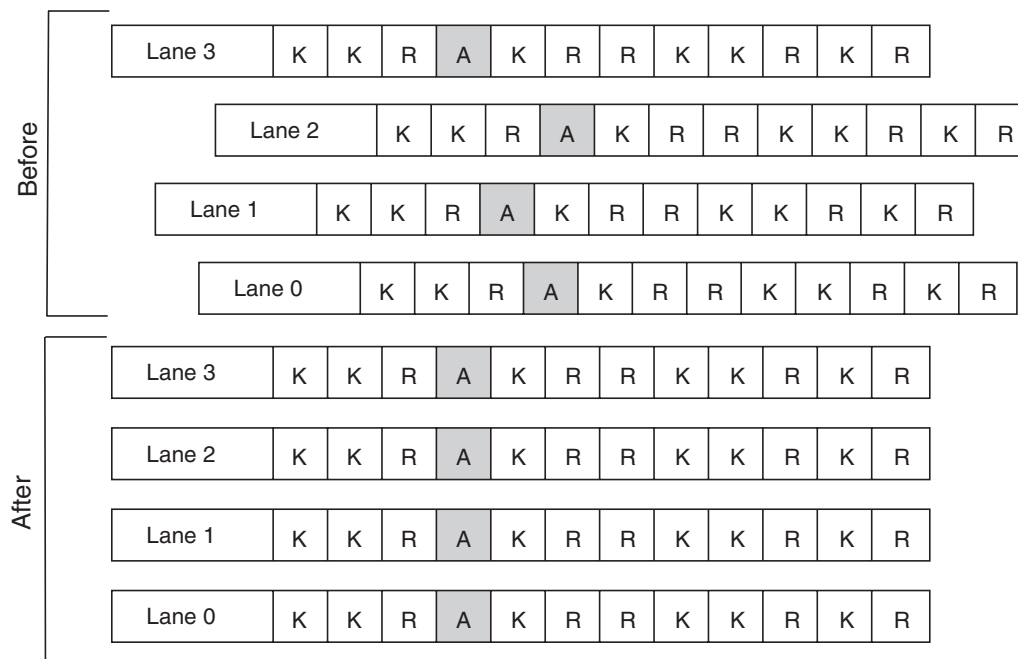 Before
Lane 3 K K R A K R R K K R K R
Lane 2 K K R A K R R K K R K R
Lane 1 K K R A K R R K K R K R
Lane 0 K K R A K R R K K R K R
After
Lane 3 K K R A K R R K K R K R
Lane 2 K K R A K R R K K R K R
Lane 1 K K R A K R R K K R K R
Lane 0 K K R A K R R K K R K R